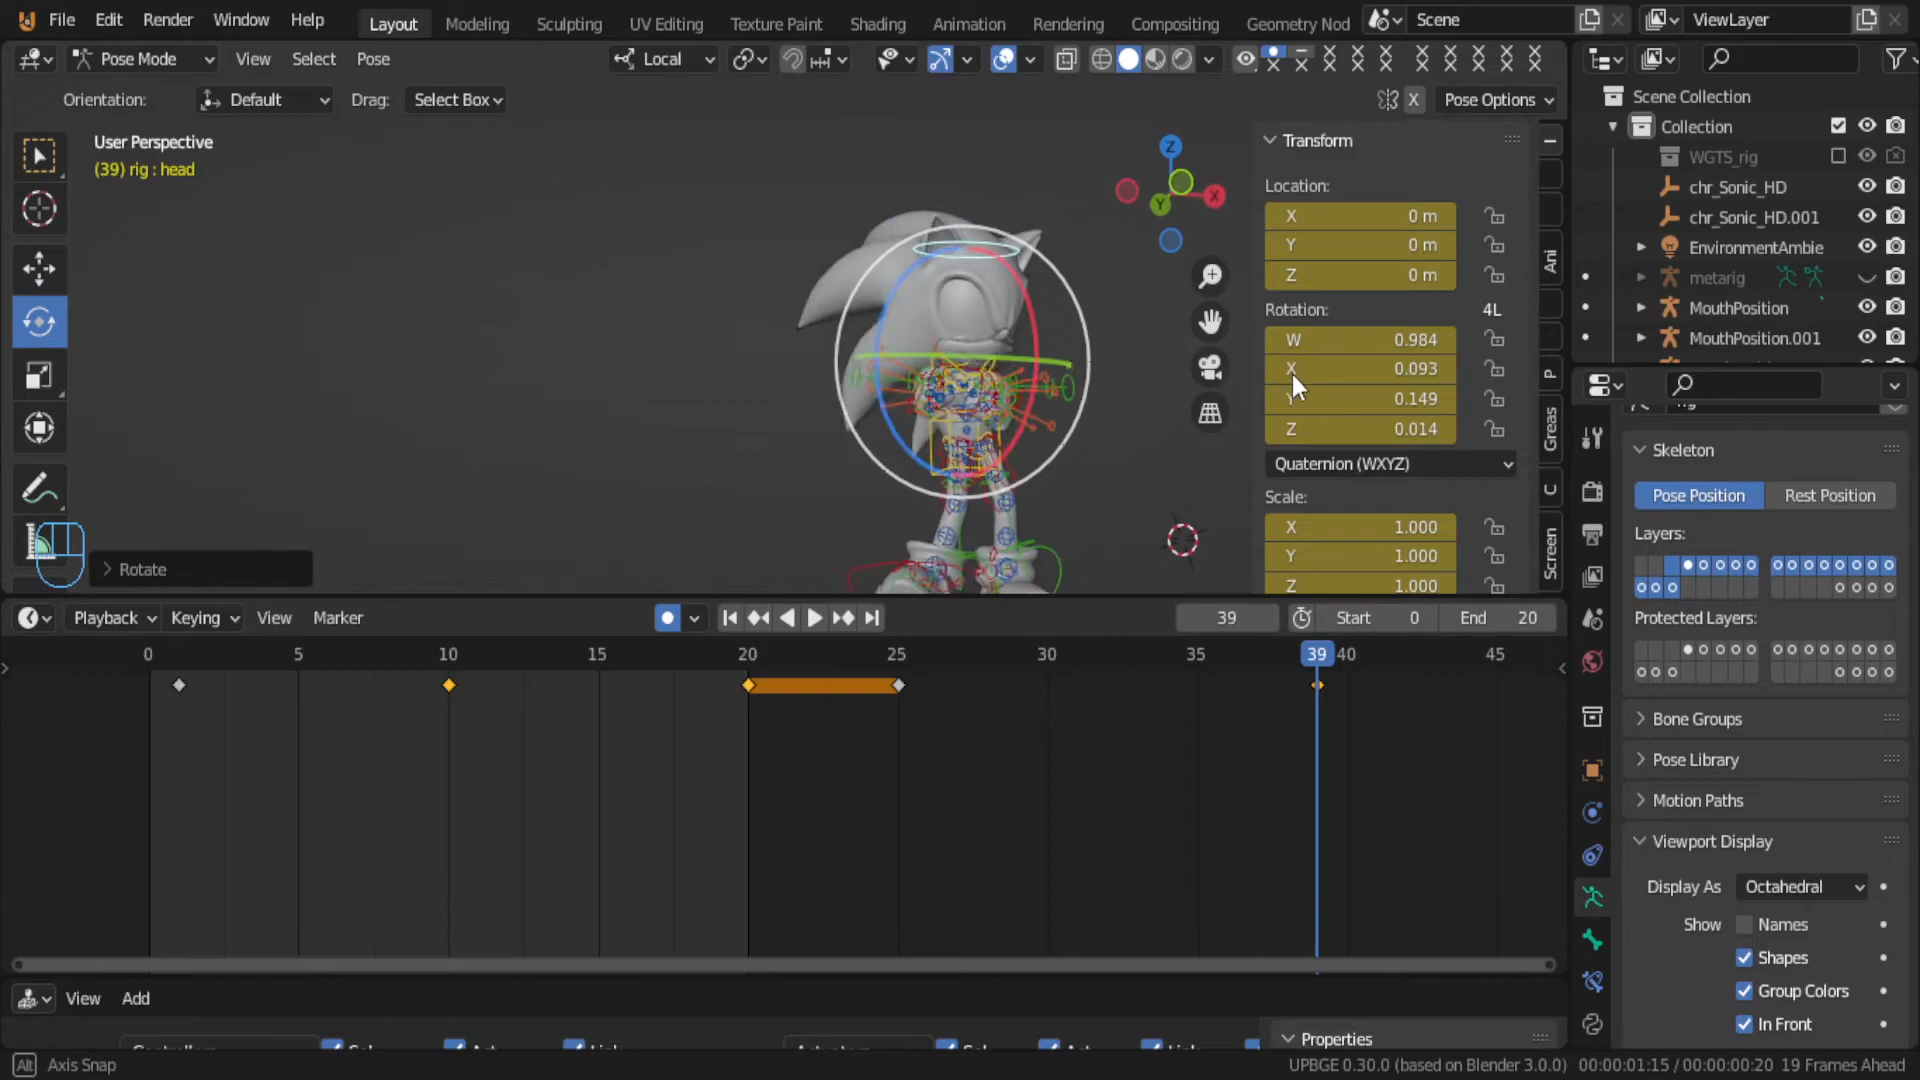 File Edit Render Window Help Layout Modeling Sculpting UV Editing Texture Paint Shading Animation Rendering Compositing Geometry Nod Scene ViewLayer
Pose Mode View Select Pose Local
Orientation: Default Drag: Select Box X Pose Options
User Perspective
(39) rig : head
Z
X
Y
Transform
Location:
X 0 m
Y 0 m
Z 0 m
Rotation: 4L
W 0.984
X 0.093
Y 0.149
Z 0.014
Quaternion (WXYZ)
Scale:
X 1.000
Y 1.000
Z 1.000
Ani
P
Greas
C
Screen
Rotate
Scene Collection
Collection
WGTS_rig
chr_Sonic_HD
chr_Sonic_HD.001
EnvironmentAmbie
metarig
MouthPosition
MouthPosition.001
Skeleton
Pose Position Rest Position
Layers:
Protected Layers:
Bone Groups
Pose Library
Motion Paths
Viewport Display
Display As Octahedral
Show Names
Shapes
Group Colors
In Front
Playback Keying View Marker 39 Start 0 End 20
0 5 10 15 20 25 30 35 39 40 45
View Add
Properties
Alt Axis Snap UPBGE 0.30.0 (based on Blender 3.0.0) 00:00:01:15 / 00:00:00:20 19 Frames Ahead